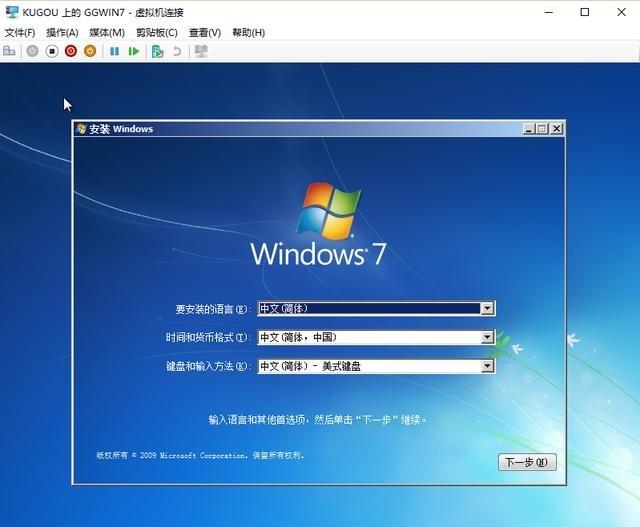 KUGOU 上的 GGWIN7 - 虚拟机连接
文件(F) 操作(A) 媒体(M) 剪贴板(C) 查看(V) 帮助(H)
安装 Windows
Windows 7
要安装的语言(E): 中文(简体)
时间和货币格式(T): 中文(简体，中国)
键盘和输入方法(K): 中文(简体) - 美式键盘
输入语言和其他首选项，然后单击“下一步”继续。
版权所有 © 2009 Microsoft Corporation. 保留所有权利。
下一步(N)